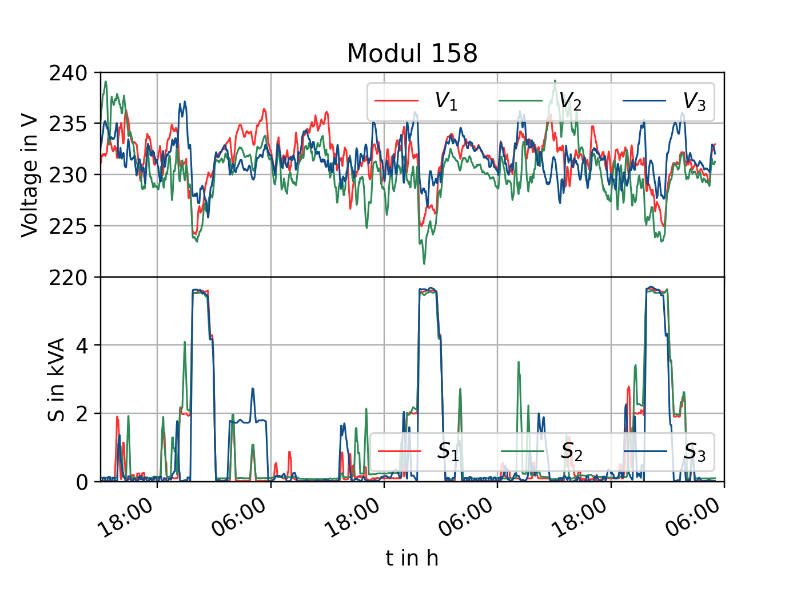 Modul 158
240
235
230
225
220
Voltage in V
V₁ V₂ V₃
4
2
0
S in kVA
S₁ S₂ S₃
18:00 06:00 18:00 06:00 18:00 06:00
t in h